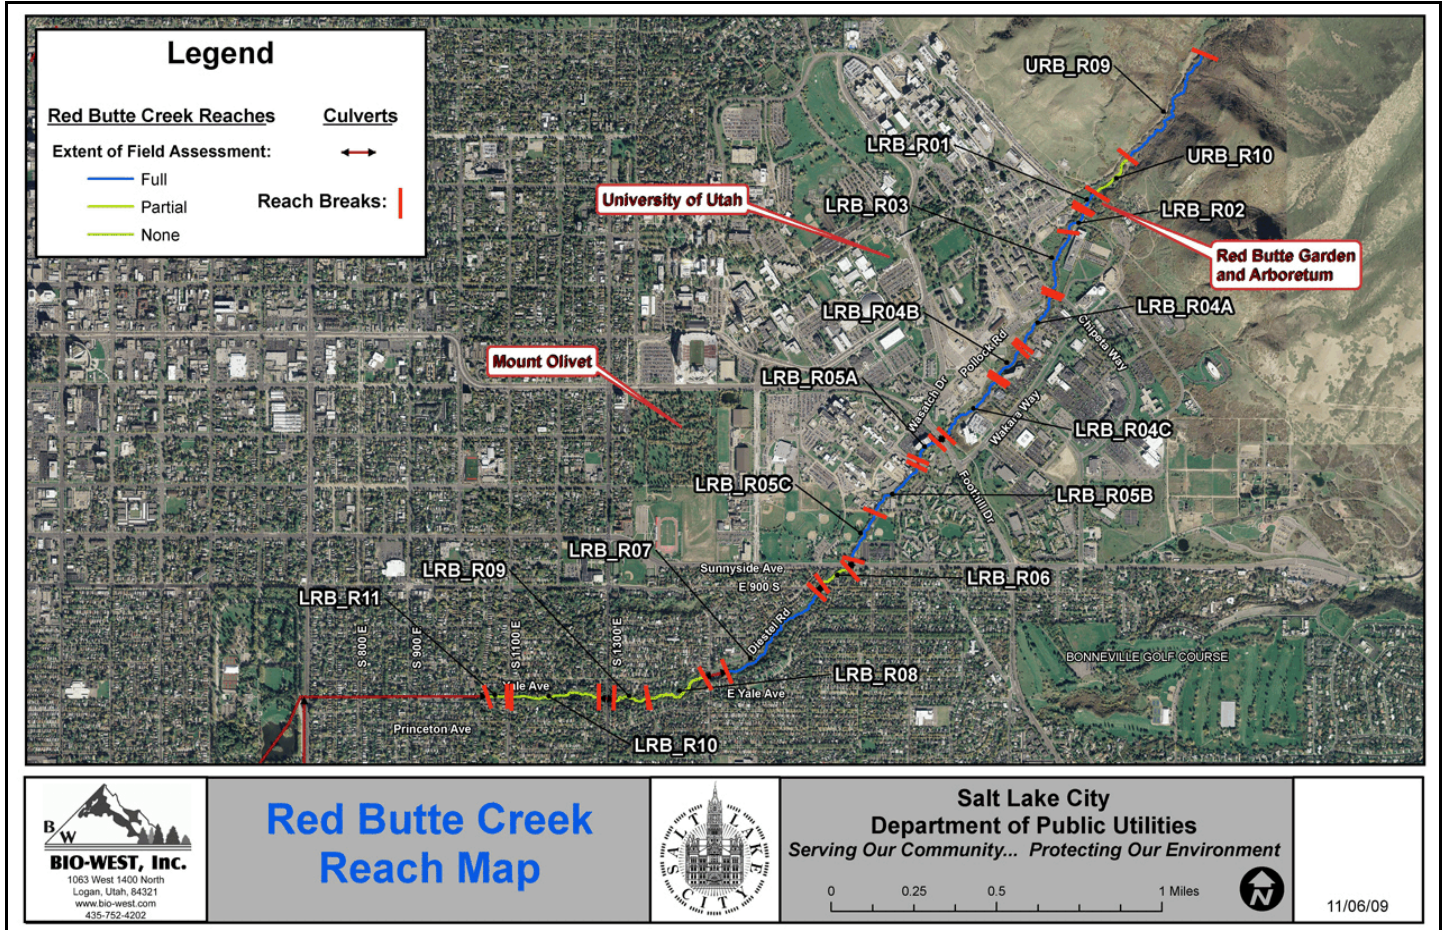 Legend
Red Butte Creek Reaches
Culverts
Extent of Field Assessment:
Full
Partial
None
Reach Breaks:
URB_R09
LRB_R01
URB_R10
University of Utah
LRB_R03
LRB_R02
Red Butte Garden
and Arboretum
LRB_R04B
LRB_R04A
Chipeta Way
Pollock Rd
Mount Olivet
LRB_R05A
Wasatch Dr
Wakara Way
LRB_R04C
LRB_R05C
Foothill Dr
LRB_R05B
LRB_R07
LRB_R09
Sunnyside Ave
E 900 S
LRB_R06
LRB_R11
Diestel Rd
S 800 E
S 900 E
S 1100 E
S 1300 E
BONNEVILLE GOLF COURSE
LRB_R08
Yale Ave
E Yale Ave
Princeton Ave
LRB_R10
BW
BIO-WEST, Inc.
1063 West 1400 North
Logan, Utah, 84321
www.bio-west.com
435-752-4202
Red Butte Creek
Reach Map
SALT LAKE CITY
Salt Lake City
Department of Public Utilities
Serving Our Community... Protecting Our Environment
0 0.25 0.5 1 Miles
N
11/06/09